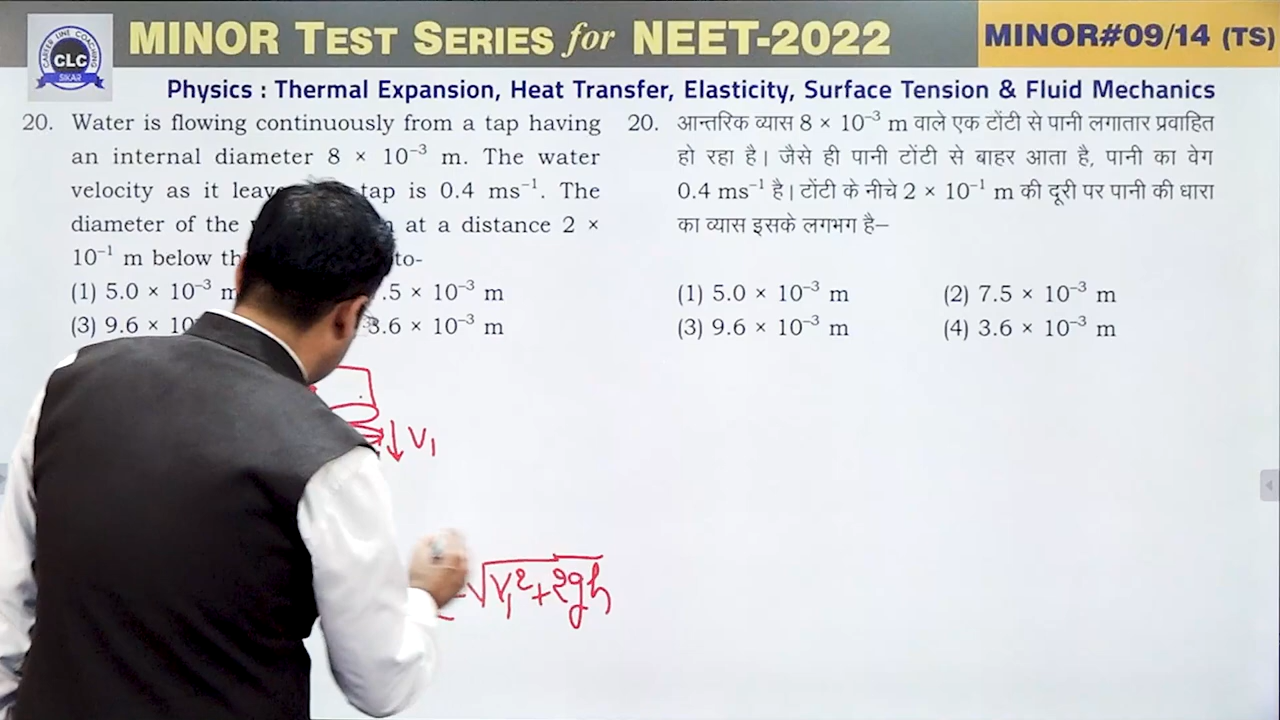 MINOR TEST SERIES for NEET-2022
MINOR#09/14 (TS)
CAREER LINE COACHING
CLC
SIKAR
Physics : Thermal Expansion, Heat Transfer, Elasticity, Surface Tension & Fluid Mechanics
20. Water is flowing continuously from a tap having
an internal diameter 8 × 10⁻³ m. The water
velocity as it leav tap is 0.4 ms⁻¹. The
diameter of the at a distance 2 ×
10⁻¹ m below th to-
(1) 5.0 × 10⁻³ .5 × 10⁻³ m
(3) 9.6 × 10 3.6 × 10⁻³ m
V₁
√V₁²+2gh
20. आन्तरिक व्यास 8 × 10⁻³ m वाले एक टोंटी से पानी लगातार प्रवाहित
हो रहा है। जैसे ही पानी टोंटी से बाहर आता है, पानी का वेग
0.4 ms⁻¹ है। टोंटी के नीचे 2 × 10⁻¹ m की दूरी पर पानी की धारा
का व्यास इसके लगभग है–
(1) 5.0 × 10⁻³ m (2) 7.5 × 10⁻³ m
(3) 9.6 × 10⁻³ m (4) 3.6 × 10⁻³ m